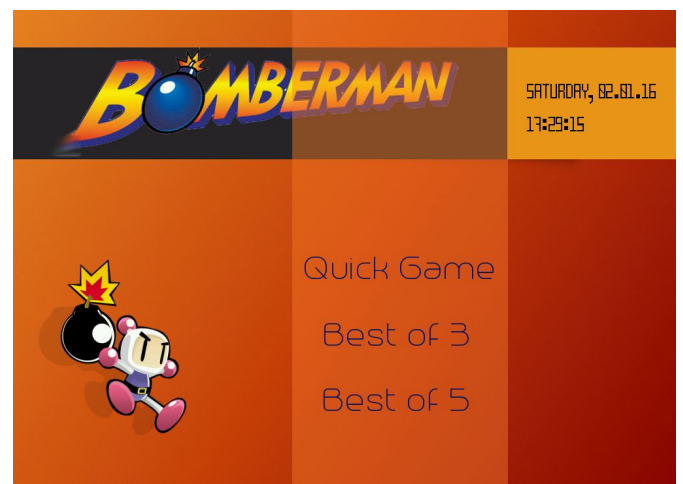 BOMBERMAN
SATURDAY, 02.01.16
17:29:15
Quick Game
Best of 3
Best of 5